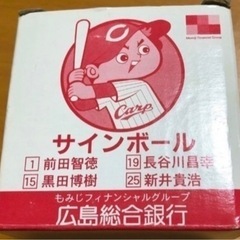 Carp
サインボール
1 前田智徳
19 長谷川昌幸
15 黒田博樹
25 新井貴浩
もみじフィナンシャルグループ
広島総合銀行